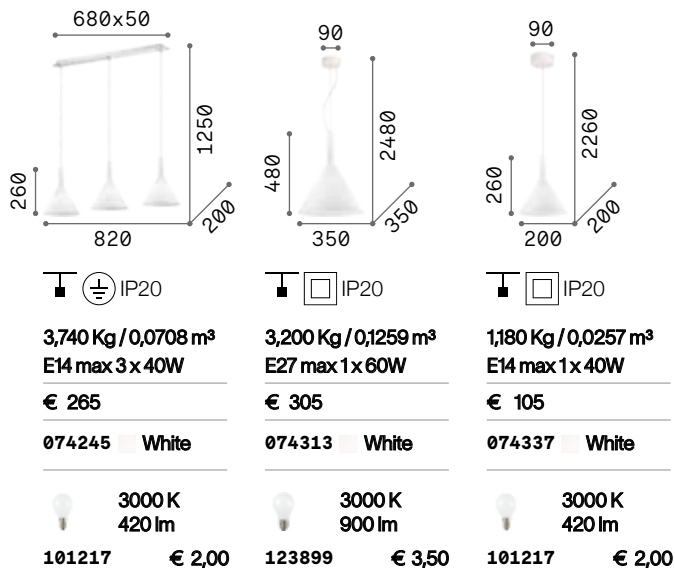 680x50
1250
260
820
200
90
2480
480
350
350
90
2260
260
200
200
IP20
3,740 Kg / 0,0708 m³
E14 max 3 x 40W
€ 265
074245 White
3000 K
420 lm
101217 € 2,00
IP20
3,200 Kg / 0,1259 m³
E27 max 1 x 60W
€ 305
074313 White
3000 K
900 lm
123899 € 3,50
IP20
1,180 Kg / 0,0257 m³
E14 max 1 x 40W
€ 105
074337 White
3000 K
420 lm
101217 € 2,00